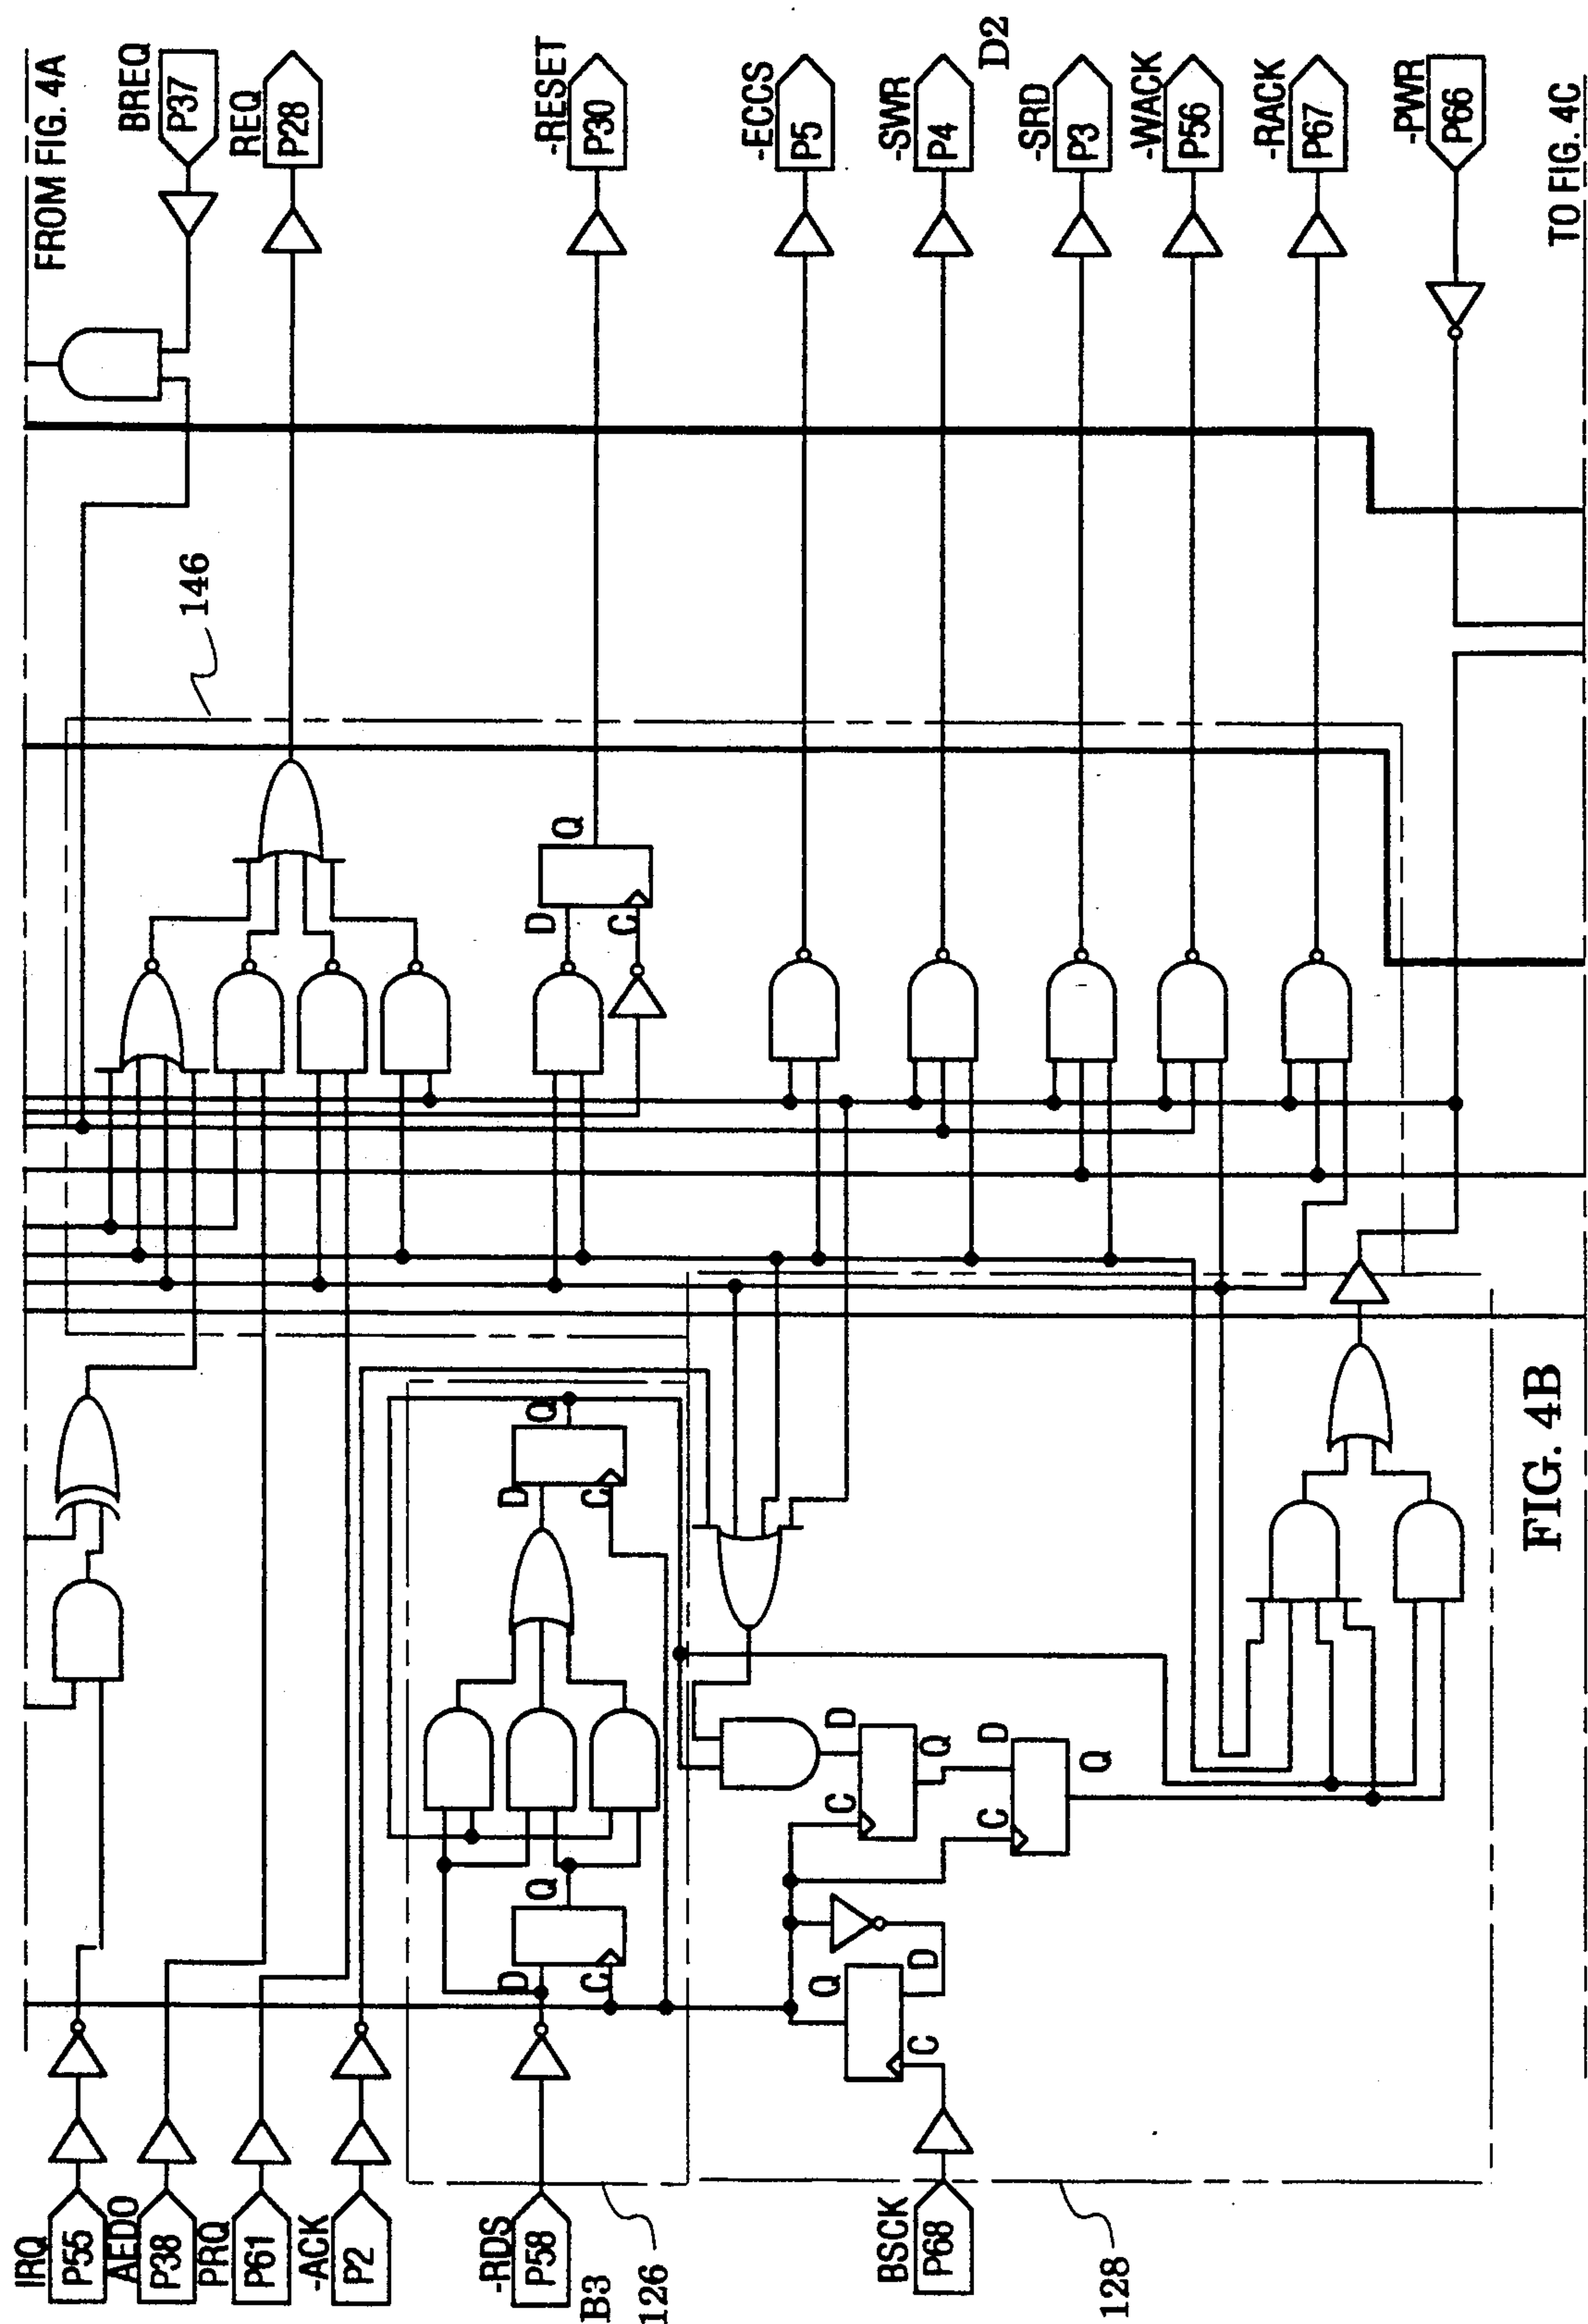 FROM FIG. 4A
BREQ
P37
REQ
P28
-RESET
P30
-ECCS
P5
-SWR
P4
D2
-SRD
P3
-WACK
P56
-RACK
P67
-PWR
P66
TO FIG. 4C
146
Q
D
C
Q
D
C
Q
D
C
D
Q
C
D
Q
C
Q
D
C
IRQ
P55
AEDO
P38
PRQ
P61
-ACK
P2
-RDS
P58
B3
126
BSCK
P68
128
FIG. 4B